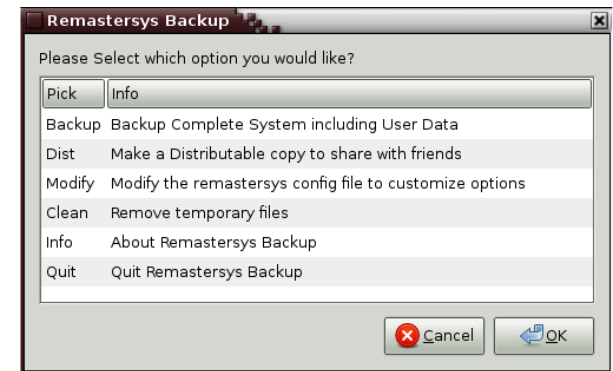 Remastersys Backup
Please Select which option you would like?
Pick Info
Backup Backup Complete System including User Data
Dist Make a Distributable copy to share with friends
Modify Modify the remastersys config file to customize options
Clean Remove temporary files
Info About Remastersys Backup
Quit Quit Remastersys Backup
Cancel OK